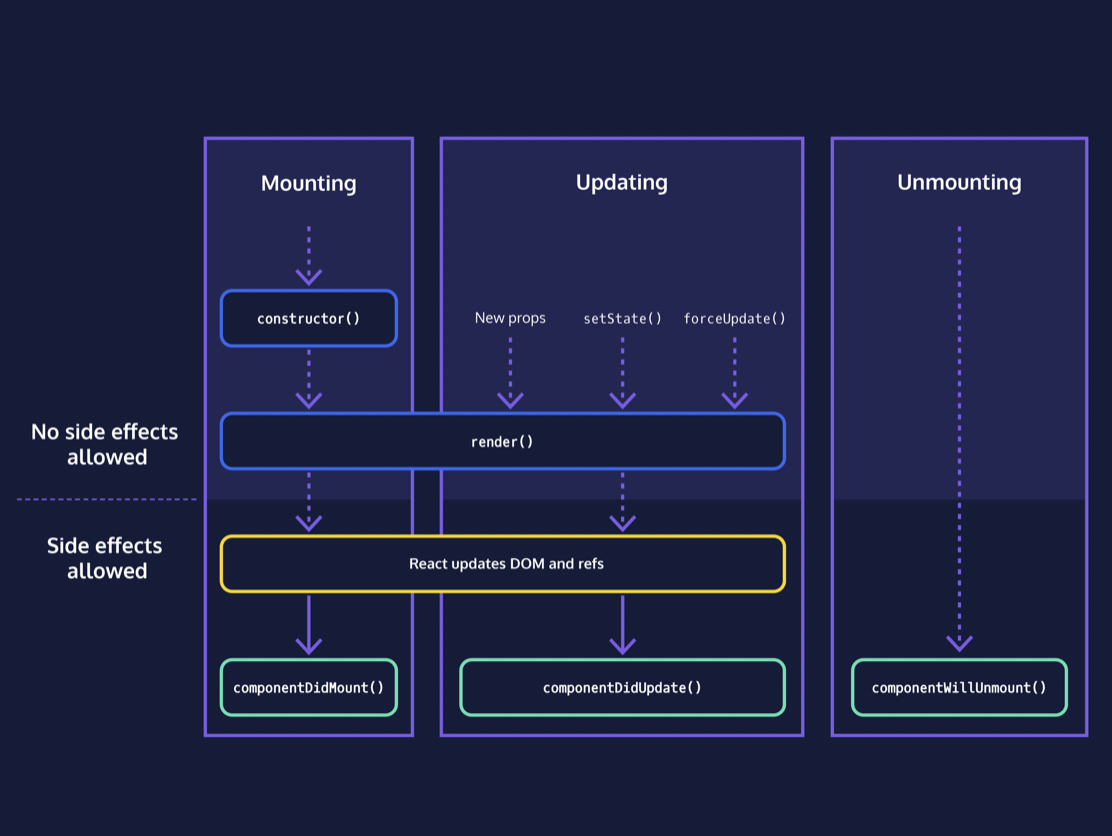 Mounting
Updating
Unmounting
constructor()
New props
setState()
forceUpdate()
No side effects
allowed
render()
Side effects
allowed
React updates DOM and refs
componentDidMount()
componentDidUpdate()
componentWillUnmount()